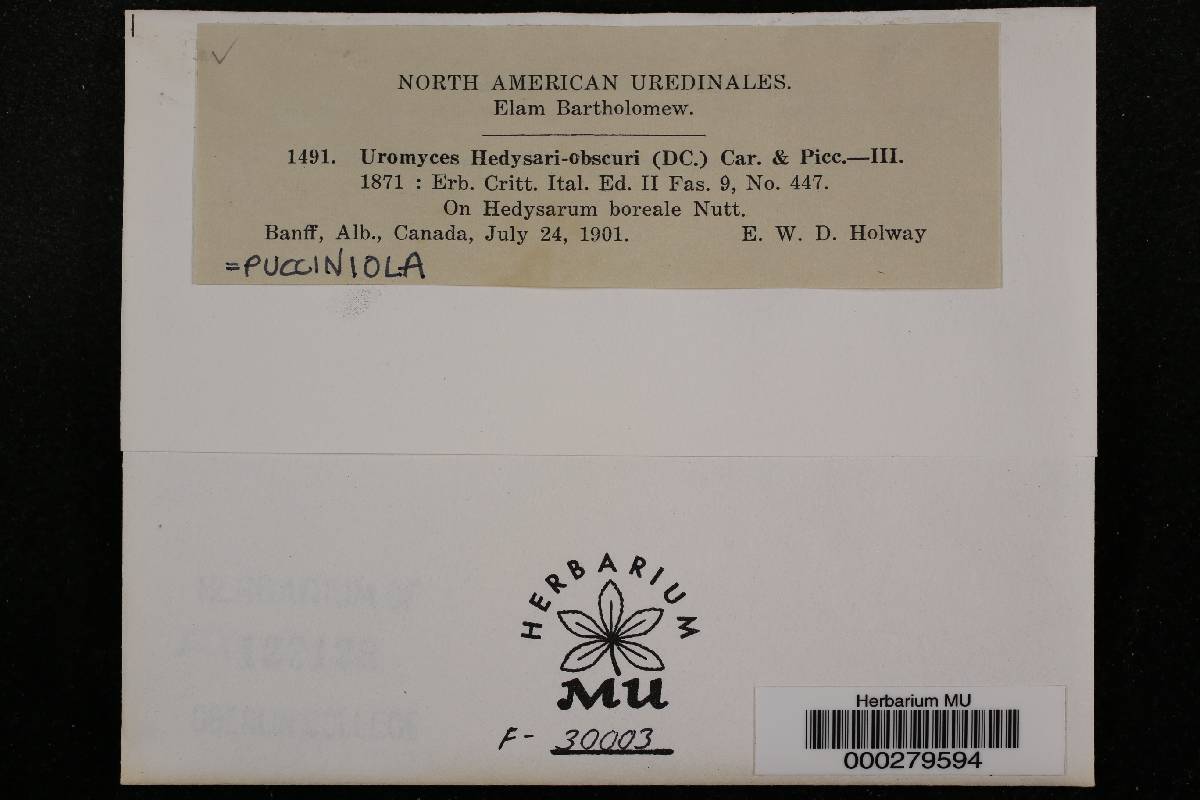 NORTH AMERICAN UREDINALES.
Elam Bartholomew.
1491. Uromyces Hedysari-obscuri (DC.) Car. & Picc.—III.
1871 : Erb. Critt. Ital. Ed. II Fas. 9, No. 447.
On Hedysarum boreale Nutt.
Banff, Alb., Canada, July 24, 1901. E. W. D. Holway
=PUCCINIOLA
HERBARIUM
MU
F- 30003
Herbarium MU
000279594